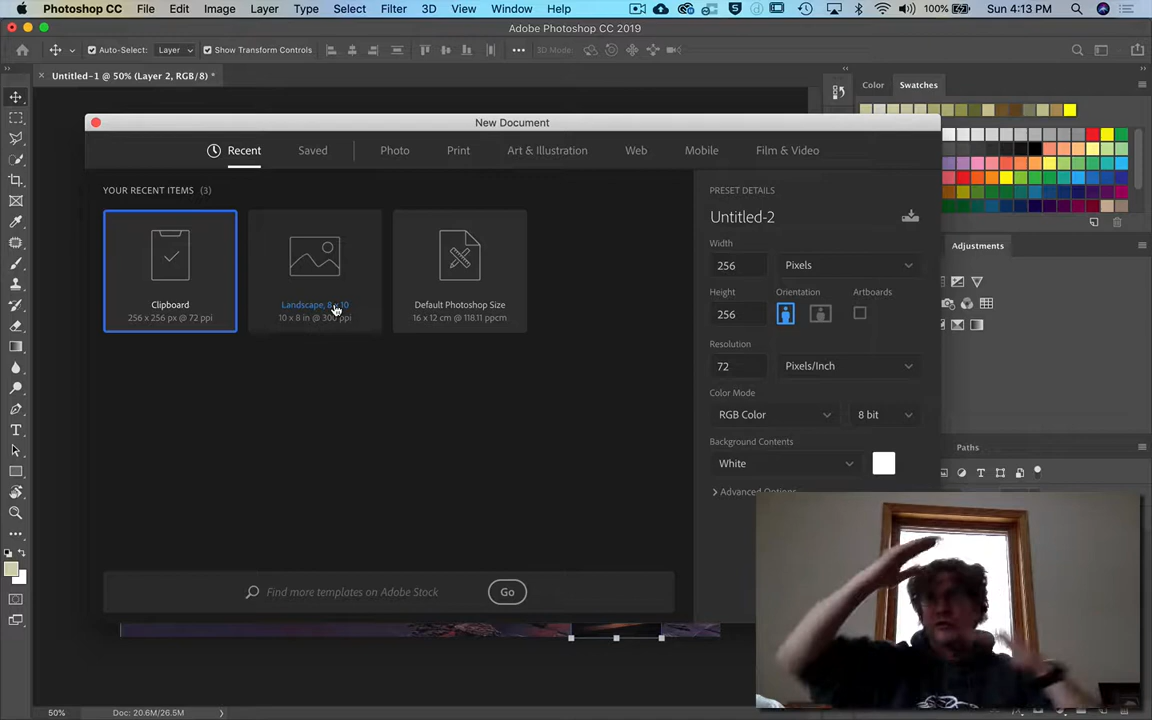 Photoshop CC File Edit Image Layer Type Select Filter 3D View Window Help 100% Sun 4:13 PM
Adobe Photoshop CC 2019
Auto-Select: Layer Show Transform Controls 3D Mode:
Untitled-1 @ 50% (Layer 2, RGB/8) *
Color Swatches
New Document
Recent Saved Photo Print Art & Illustration Web Mobile Film & Video
YOUR RECENT ITEMS (3)
PRESET DETAILS
Untitled-2
Width
256 Pixels
Height Orientation Artboards
256
Resolution
72 Pixels/Inch
Color Mode
RGB Color 8 bit
Background Contents
White
Advanced Options
Clipboard
256 x 256 px @ 72 ppi
Landscape, 8 x 10
10 x 8 in @ 300 ppi
Default Photoshop Size
16 x 12 cm @ 118.11 ppcm
Find more templates on Adobe Stock Go
Adjustments
Paths
50% Doc: 20.6M/26.5M